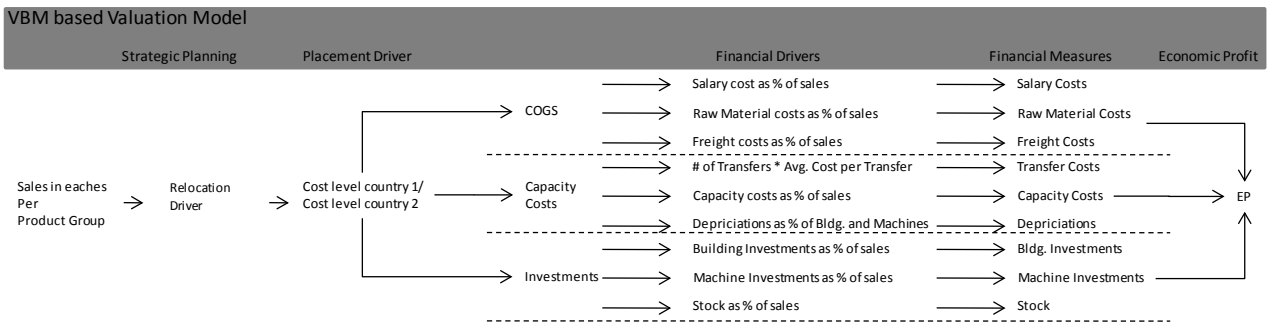 VBM based Valuation Model
Strategic Planning Placement Driver Financial Drivers Financial Measures Economic Profit
Salary cost as % of sales Salary Costs
COGS Raw Material costs as % of sales Raw Material Costs
Freight costs as % of sales Freight Costs
# of Transfers * Avg. Cost per Transfer Transfer Costs
Sales in eaches
Per
Product Group
Relocation
Driver
Cost level country 1/
Cost level country 2
Capacity
Costs
Capacity costs as % of sales Capacity Costs EP
Depriciations as % of Bldg. and Machines Depriciations
Building Investments as % of sales Bldg. Investments
Investments Machine Investments as % of sales Machine Investments
Stock as % of sales Stock